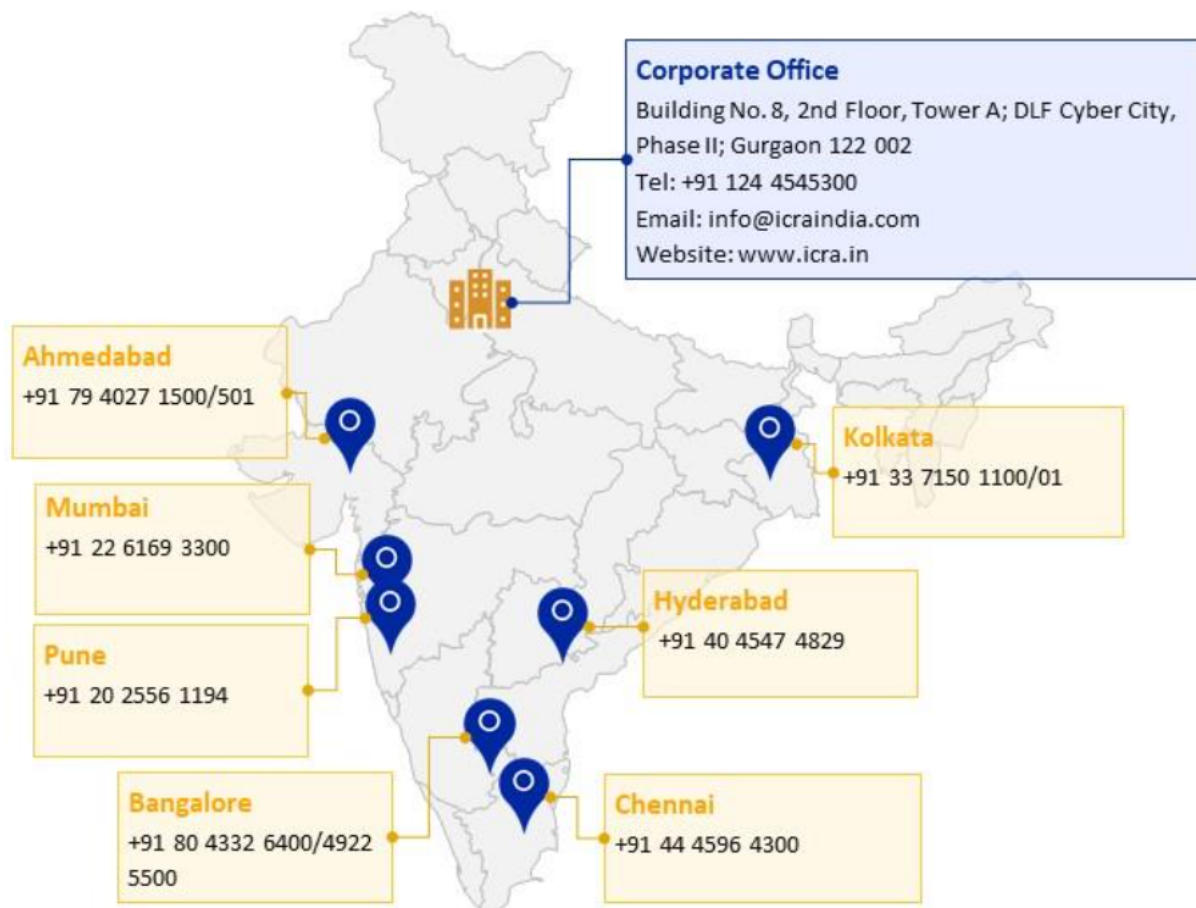 Corporate Office
Building No. 8, 2nd Floor, Tower A; DLF Cyber City,
Phase II; Gurgaon 122 002
Tel: +91 124 4545300
Email: info@icraindia.com
Website: www.icra.in
Ahmedabad
+91 79 4027 1500/501
Kolkata
+91 33 7150 1100/01
Mumbai
+91 22 6169 3300
Hyderabad
+91 40 4547 4829
Pune
+91 20 2556 1194
Bangalore
+91 80 4332 6400/4922
5500
Chennai
+91 44 4596 4300